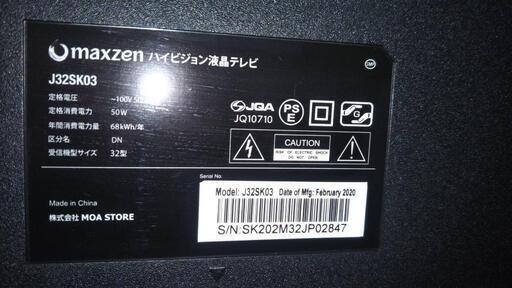 maxzen ハイビジョン液晶テレビ
J32SK03
定格電圧 ~100V 50
定格消費電力 50W
年間消費電力量 68kWh/年
区分名 DN
受信機型サイズ 32型
Made in China
株式会社 MOA STORE
JQA
JQ10710
PS
E
G
CAUTION
RISK OF ELECTRIC SHOCK
DO NOT OPEN
Serial No:
Model: J32SK03 Date of Mfg: February 2020
S/N:SK202M32JP02847